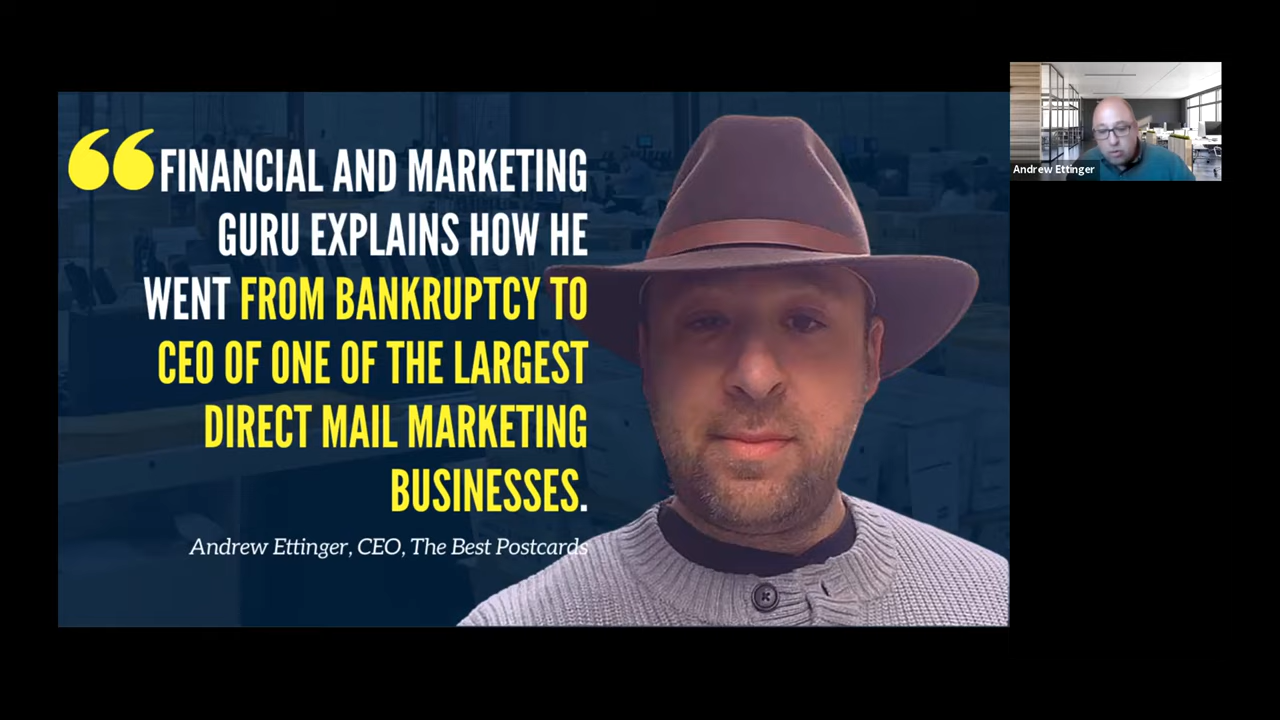 “FINANCIAL AND MARKETING
GURU EXPLAINS HOW HE
WENT FROM BANKRUPTCY TO
CEO OF ONE OF THE LARGEST
DIRECT MAIL MARKETING
BUSINESSES.
Andrew Ettinger, CEO, The Best Postcards
Andrew Ettinger